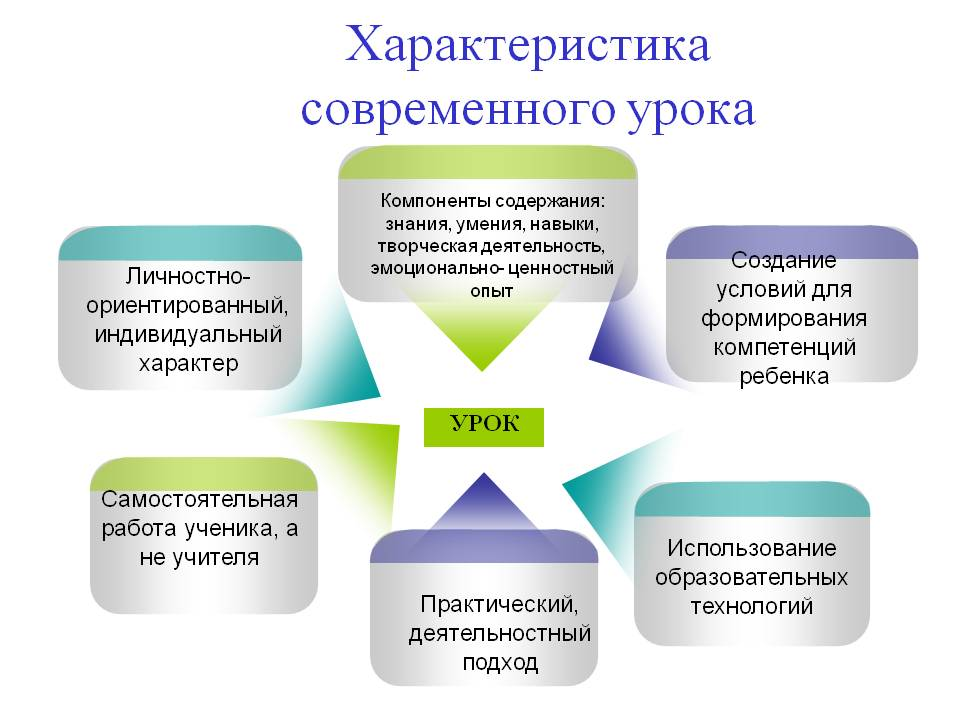 Характеристика
современного урока
Компоненты содержания:
знания, умения, навыки,
творческая деятельность,
эмоционально- ценностный
опыт
Личностно-
ориентированный,
индивидуальный
характер
Создание
условий для
формирования
компетенций
ребенка
УРОК
Самостоятельная
работа ученика, а
не учителя
Практический,
деятельностный
подход
Использование
образовательных
технологий